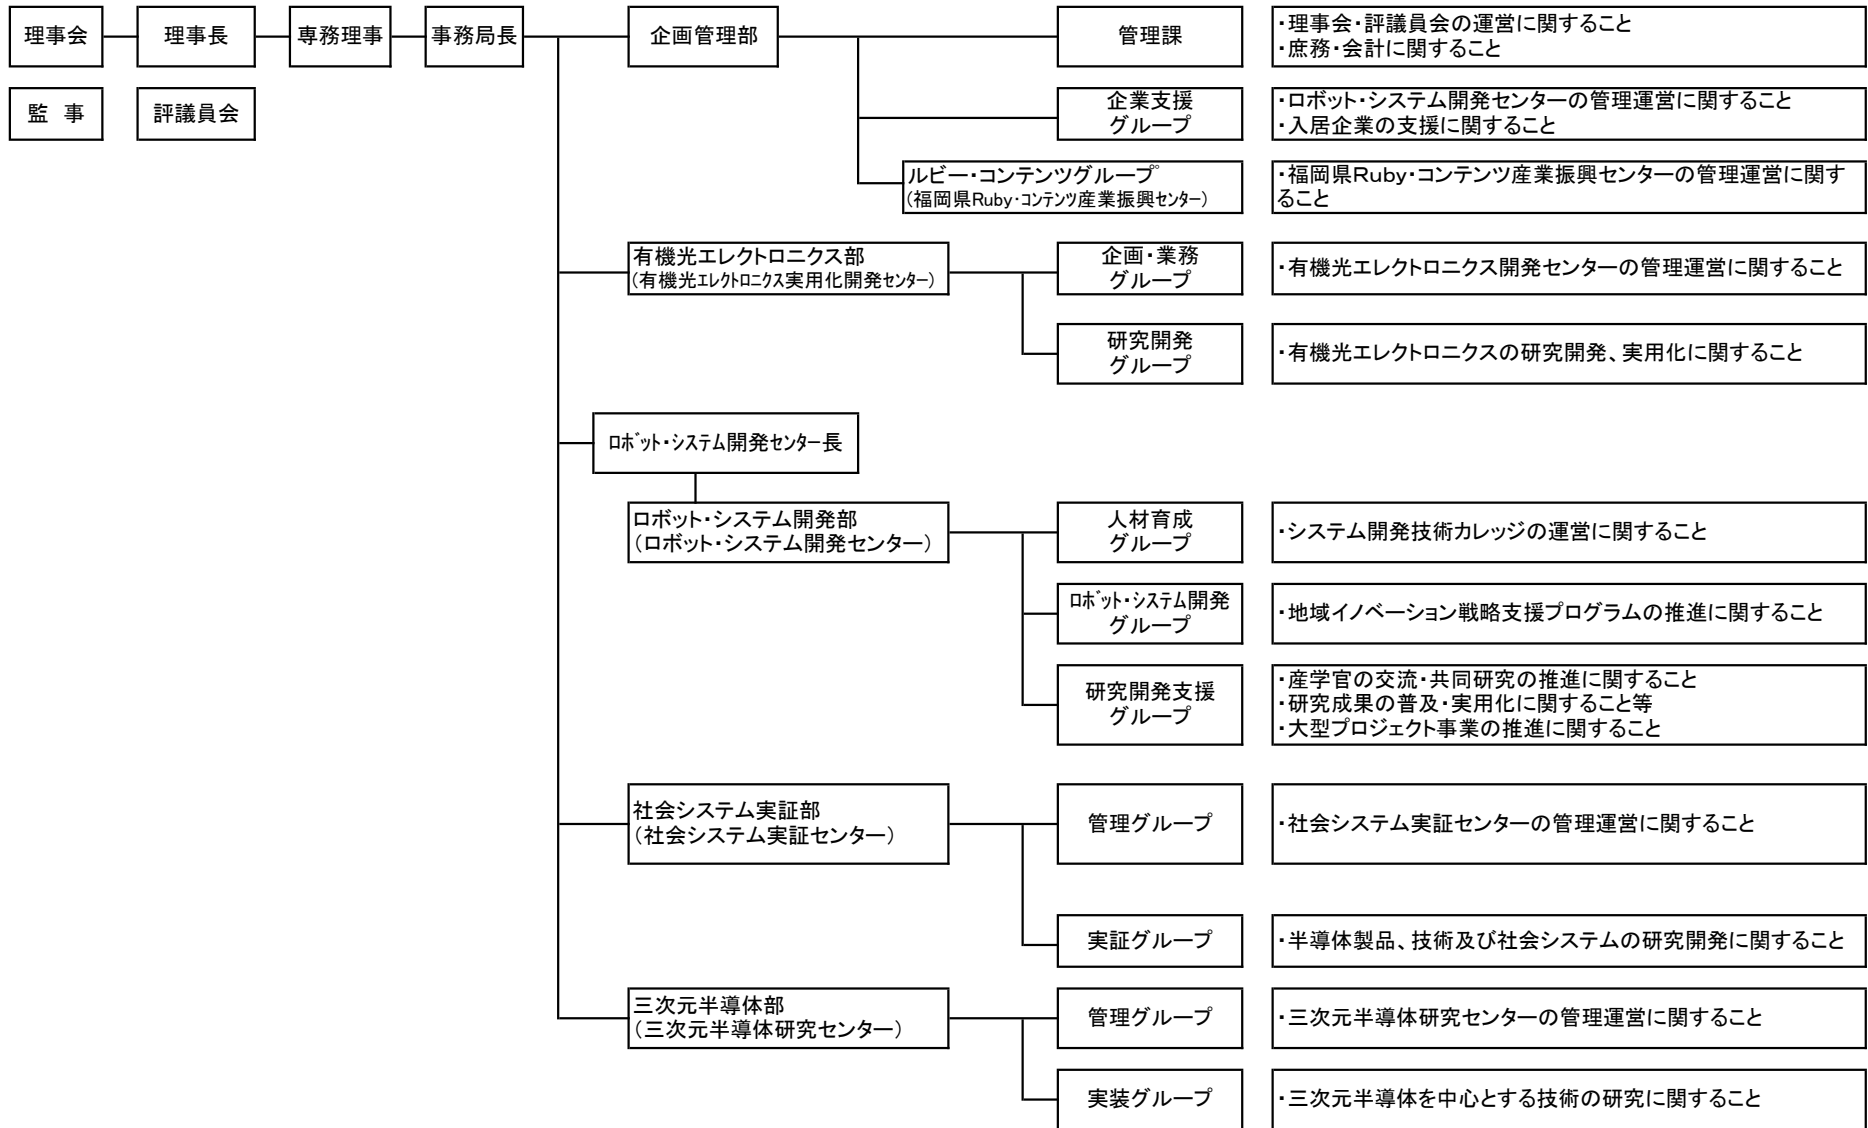 理事会
理事長
専務理事
事務局長
企画管理部
管理課
・理事会・評議員会の運営に関すること
・庶務・会計に関すること
監　事
評議員会
企業支援
グループ
・ロボット・システム開発センターの管理運営に関すること
・入居企業の支援に関すること
ルビー・コンテンツグループ
(福岡県Ruby・ｺﾝﾃﾝﾂ産業振興ｾﾝﾀｰ)
・福岡県Ruby・コンテンツ産業振興センターの管理運営に関す
ること
有機光エレクトロニクス部
(有機光ｴﾚｸﾄﾛﾆｸｽ実用化開発ｾﾝﾀｰ)
企画・業務
グループ
・有機光エレクトロニクス開発センターの管理運営に関すること
研究開発
グループ
・有機光エレクトロニクスの研究開発、実用化に関すること
ﾛﾎﾞｯﾄ・ｼｽﾃﾑ開発ｾﾝﾀｰ長
ロボット・システム開発部
（ロボット・システム開発センター）
人材育成
グループ
・システム開発技術カレッジの運営に関すること
ﾛﾎﾞｯﾄ・ｼｽﾃﾑ開発
グループ
・地域イノベーション戦略支援プログラムの推進に関すること
研究開発支援
グループ
・産学官の交流・共同研究の推進に関すること
・研究成果の普及・実用化に関すること等
・大型プロジェクト事業の推進に関すること
社会システム実証部
（社会システム実証センター）
管理グループ
・社会システム実証センターの管理運営に関すること
実証グループ
・半導体製品、技術及び社会システムの研究開発に関すること
三次元半導体部
（三次元半導体研究センター）
管理グループ
・三次元半導体研究センターの管理運営に関すること
実装グループ
・三次元半導体を中心とする技術の研究に関すること